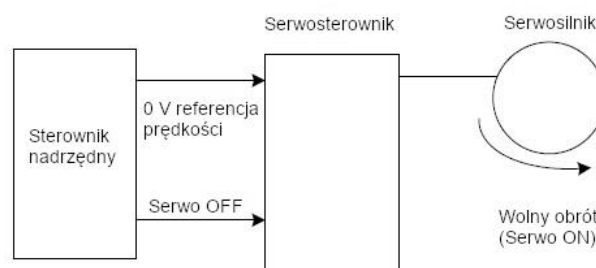 Serwosterownik
Serwosilnik
0 V referencja
prędkości
Sterownik
nadrzędny
Serwo OFF
Wolny obrót
(Serwo ON)